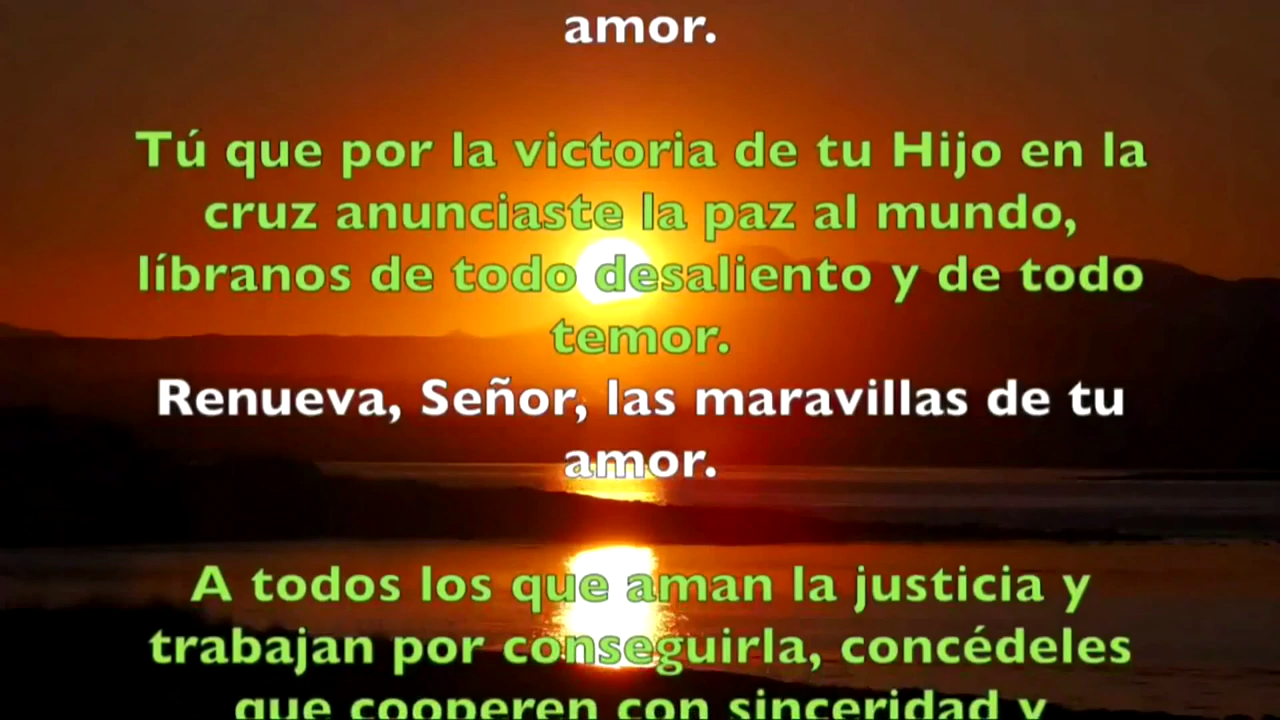 amor.
Tú que por la victoria de tu Hijo en la
cruz anunciaste la paz al mundo,
líbranos de todo desaliento y de todo
temor.
Renueva, Señor, las maravillas de tu
amor.
A todos los que aman la justicia y
trabajan por conseguirla, concédeles
que cooperen con sinceridad y